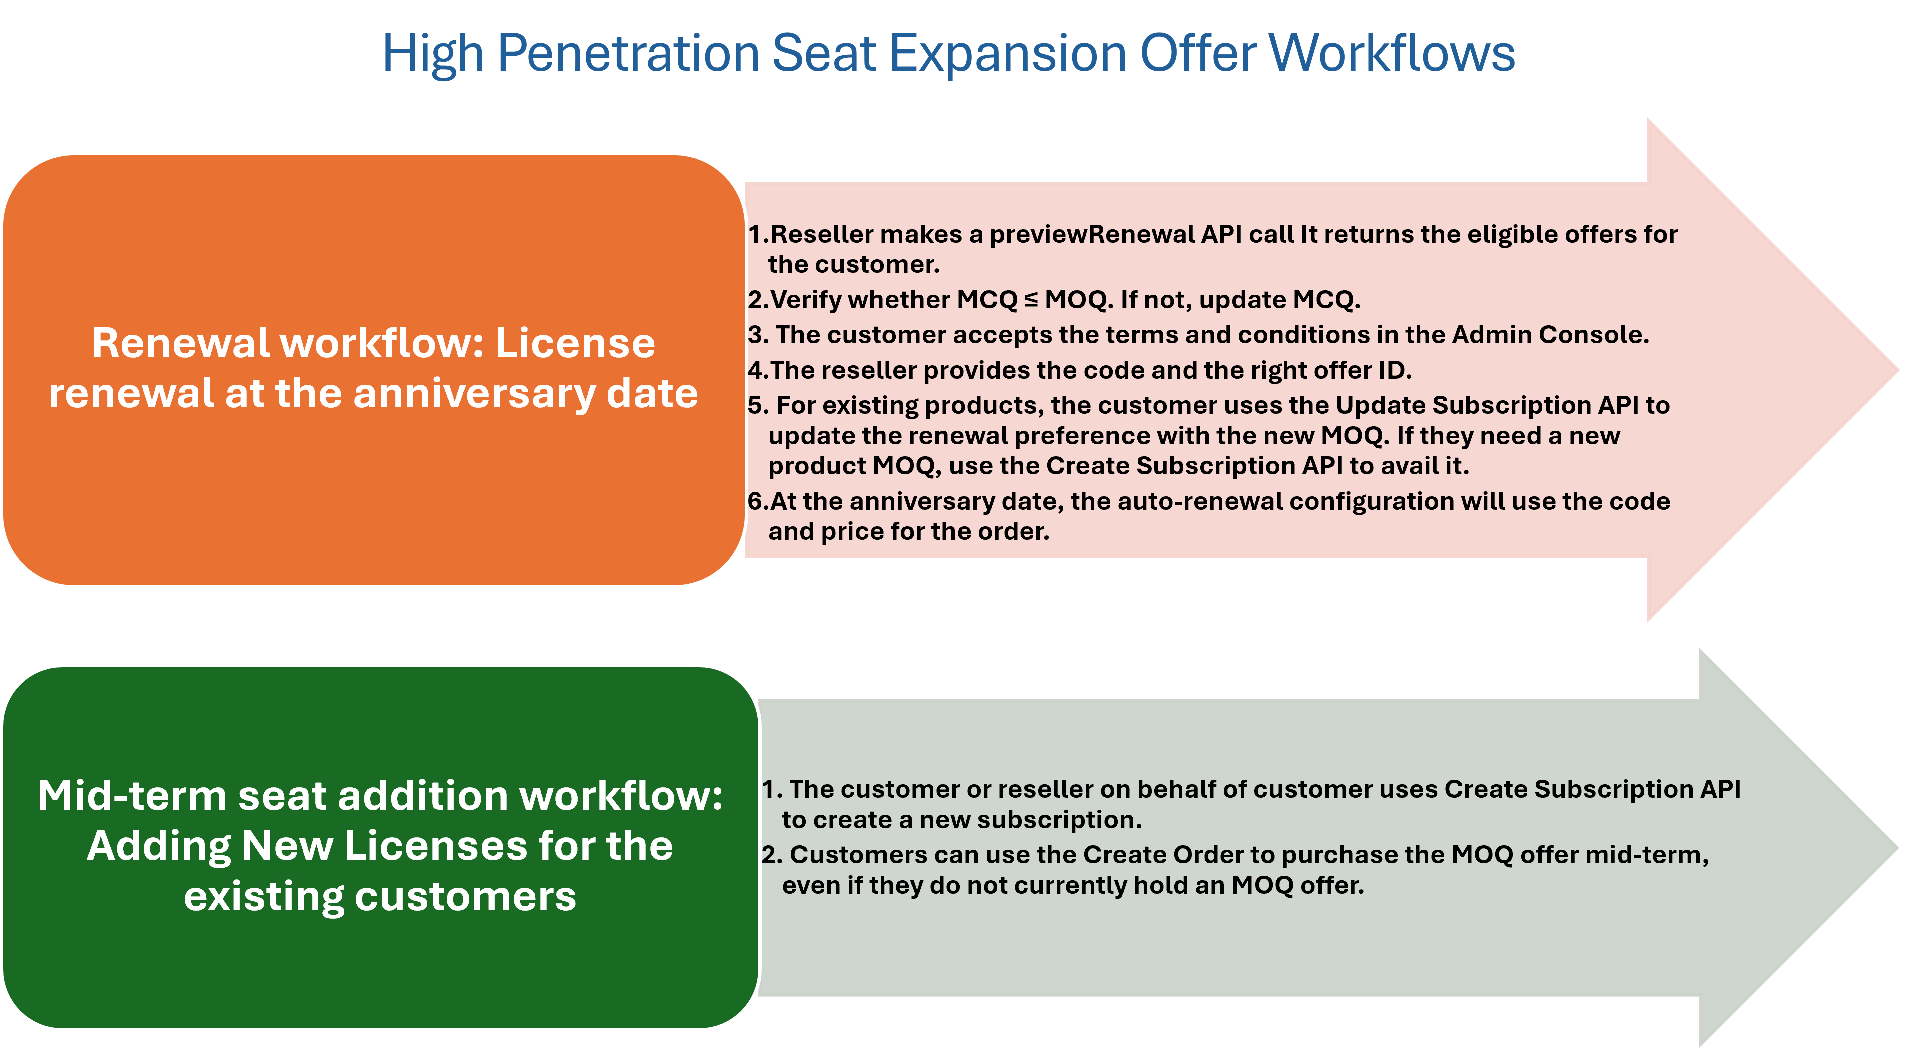 High Penetration Seat Expansion Offer Workflows
Renewal workflow: License
renewal at the anniversary date
1.Reseller makes a previewRenewal API call It returns the eligible offers for
the customer.
2.Verify whether MCQ ≤ MOQ. If not, update MCQ.
3. The customer accepts the terms and conditions in the Admin Console.
4.The reseller provides the code and the right offer ID.
5. For existing products, the customer uses the Update Subscription API to
update the renewal preference with the new MOQ. If they need a new
product MOQ, use the Create Subscription API to avail it.
6.At the anniversary date, the auto-renewal configuration will use the code
and price for the order.
Mid-term seat addition workflow:
Adding New Licenses for the
existing customers
1. The customer or reseller on behalf of customer uses Create Subscription API
to create a new subscription.
2. Customers can use the Create Order to purchase the MOQ offer mid-term,
even if they do not currently hold an MOQ offer.